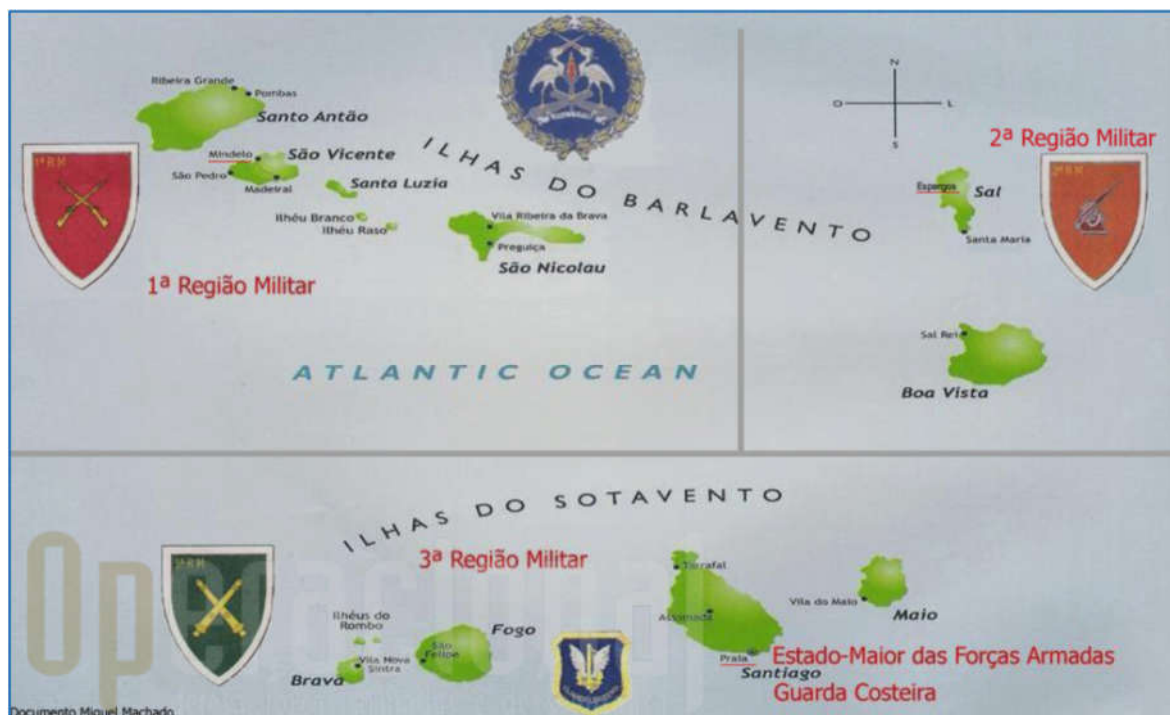 Ribeira Grande
Pombas
Santo Antão
1ª R M
Mindelo
São Vicente
São Pedro
Madeiral
Santa Luzia
Ilhéu Branco
Ilhéu Raso
Vila Ribeira da Brava
Preguiça
São Nicolau
1ª Região Militar
ILHAS DO BARLAVENTO
N
O
L
S
2ª Região Militar
2ª R M
Espargos
Sal
Santa Maria
Sal Rei
Boa Vista
ATLANTIC OCEAN
ILHAS DO SOTAVENTO
3ª Região Militar
Operacional
Ilhéus do
Rombo
Fogo
São
Felipe
Vila Nova
Sintra
Brava
Tarrafal
Assomada
Vila do Maio
Maio
Praia
Santiago
Estado-Maior das Forças Armadas
Guarda Costeira
Documento Miguel Machado